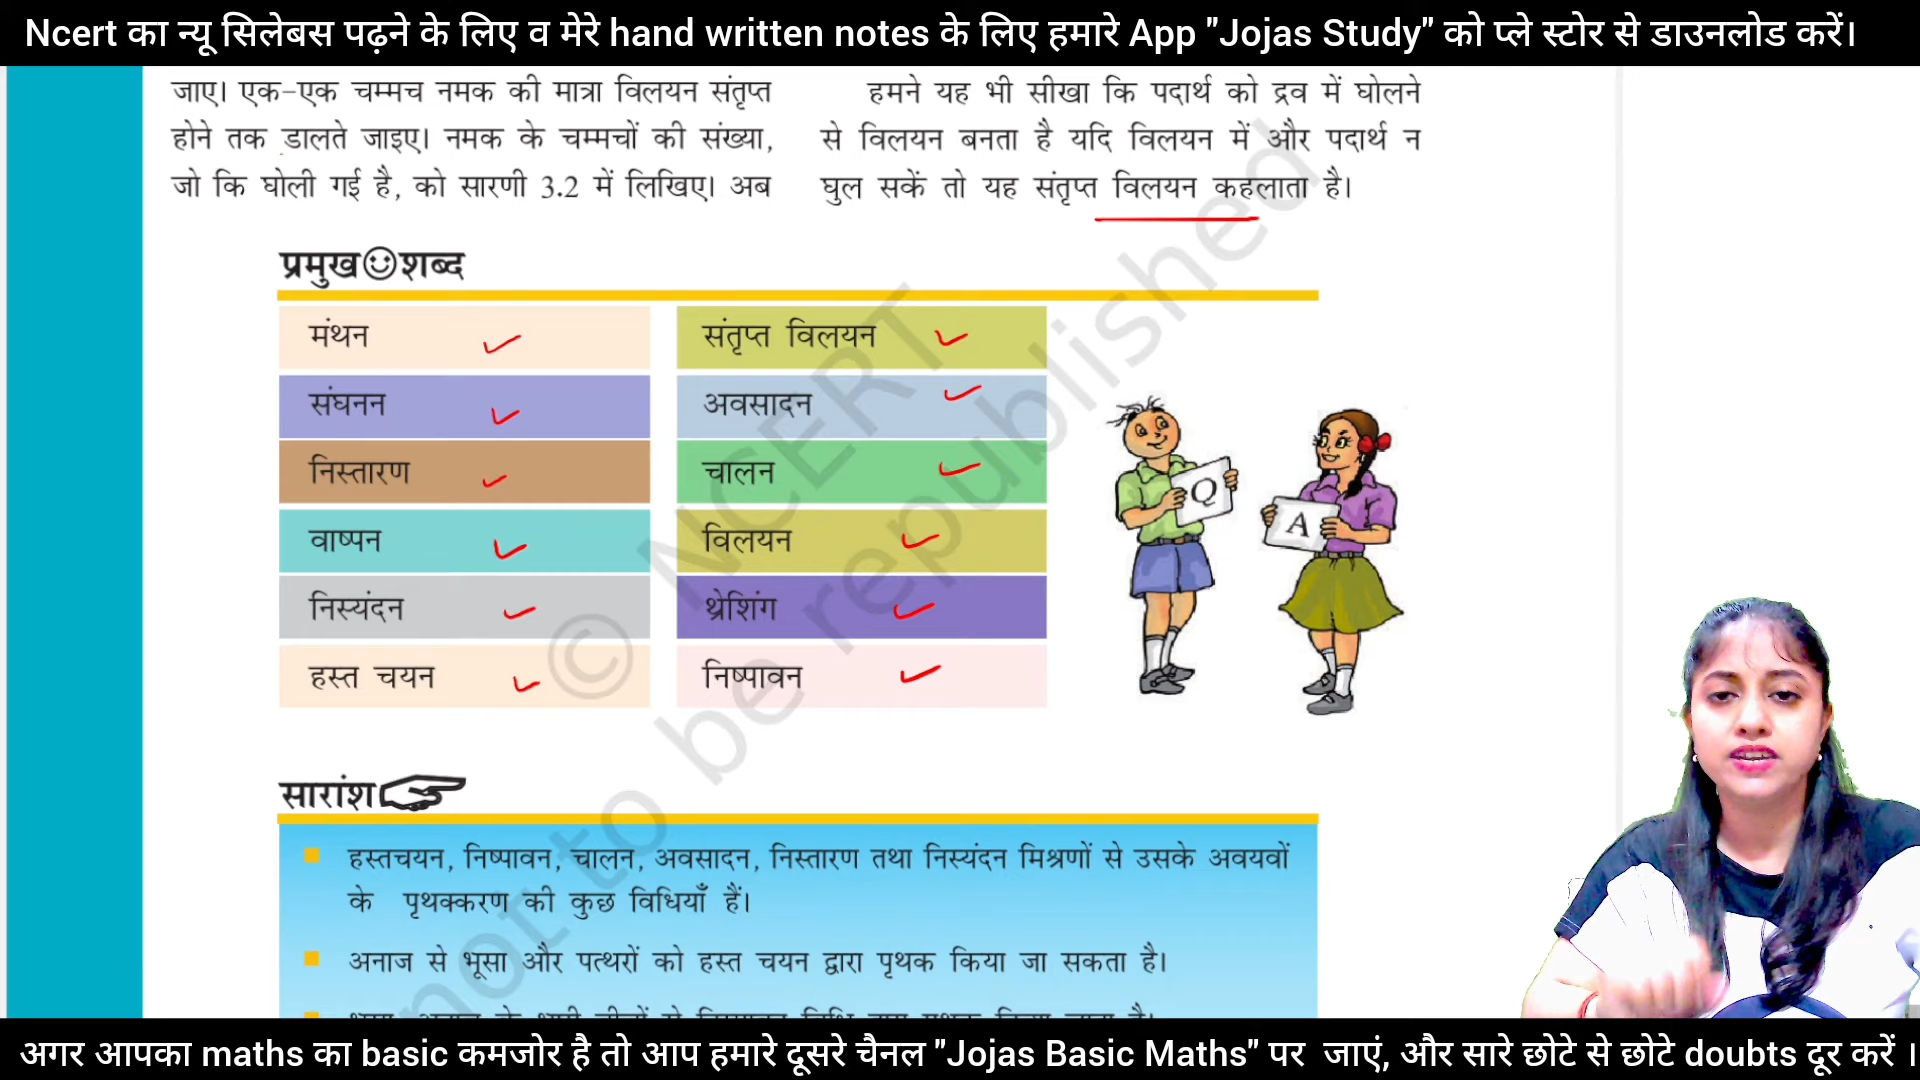 Ncert का न्यू सिलेबस पढ़ने के लिए व मेरे hand written notes के लिए हमारे App "Jojas Study" को प्ले स्टोर से डाउनलोड करें।
जाए। एक-एक चम्मच नमक की मात्रा विलयन संतृप्त
होने तक डालते जाइए। नमक के चम्मचों की संख्या,
जो कि घोली गई है, को सारणी 3.2 में लिखिए। अब
हमने यह भी सीखा कि पदार्थ को द्रव में घोलने
से विलयन बनता है यदि विलयन में और पदार्थ न
घुल सकें तो यह संतृप्त विलयन कहलाता है।
प्रमुख शब्द
मंथन
संघनन
निस्तारण
वाष्पन
निस्यंदन
हस्त चयन
संतृप्त विलयन
अवसादन
चालन
विलयन
थ्रेशिंग
निष्पावन
Q
A
© NCERT
not to be republished
सारांश
हस्तचयन, निष्पावन, चालन, अवसादन, निस्तारण तथा निस्यंदन मिश्रणों से उसके अवयवों
के पृथक्करण की कुछ विधियाँ हैं।
अनाज से भूसा और पत्थरों को हस्त चयन द्वारा पृथक किया जा सकता है।
अगर आपका maths का basic कमजोर है तो आप हमारे दूसरे चैनल "Jojas Basic Maths" पर जाएं, और सारे छोटे से छोटे doubts दूर करें ।